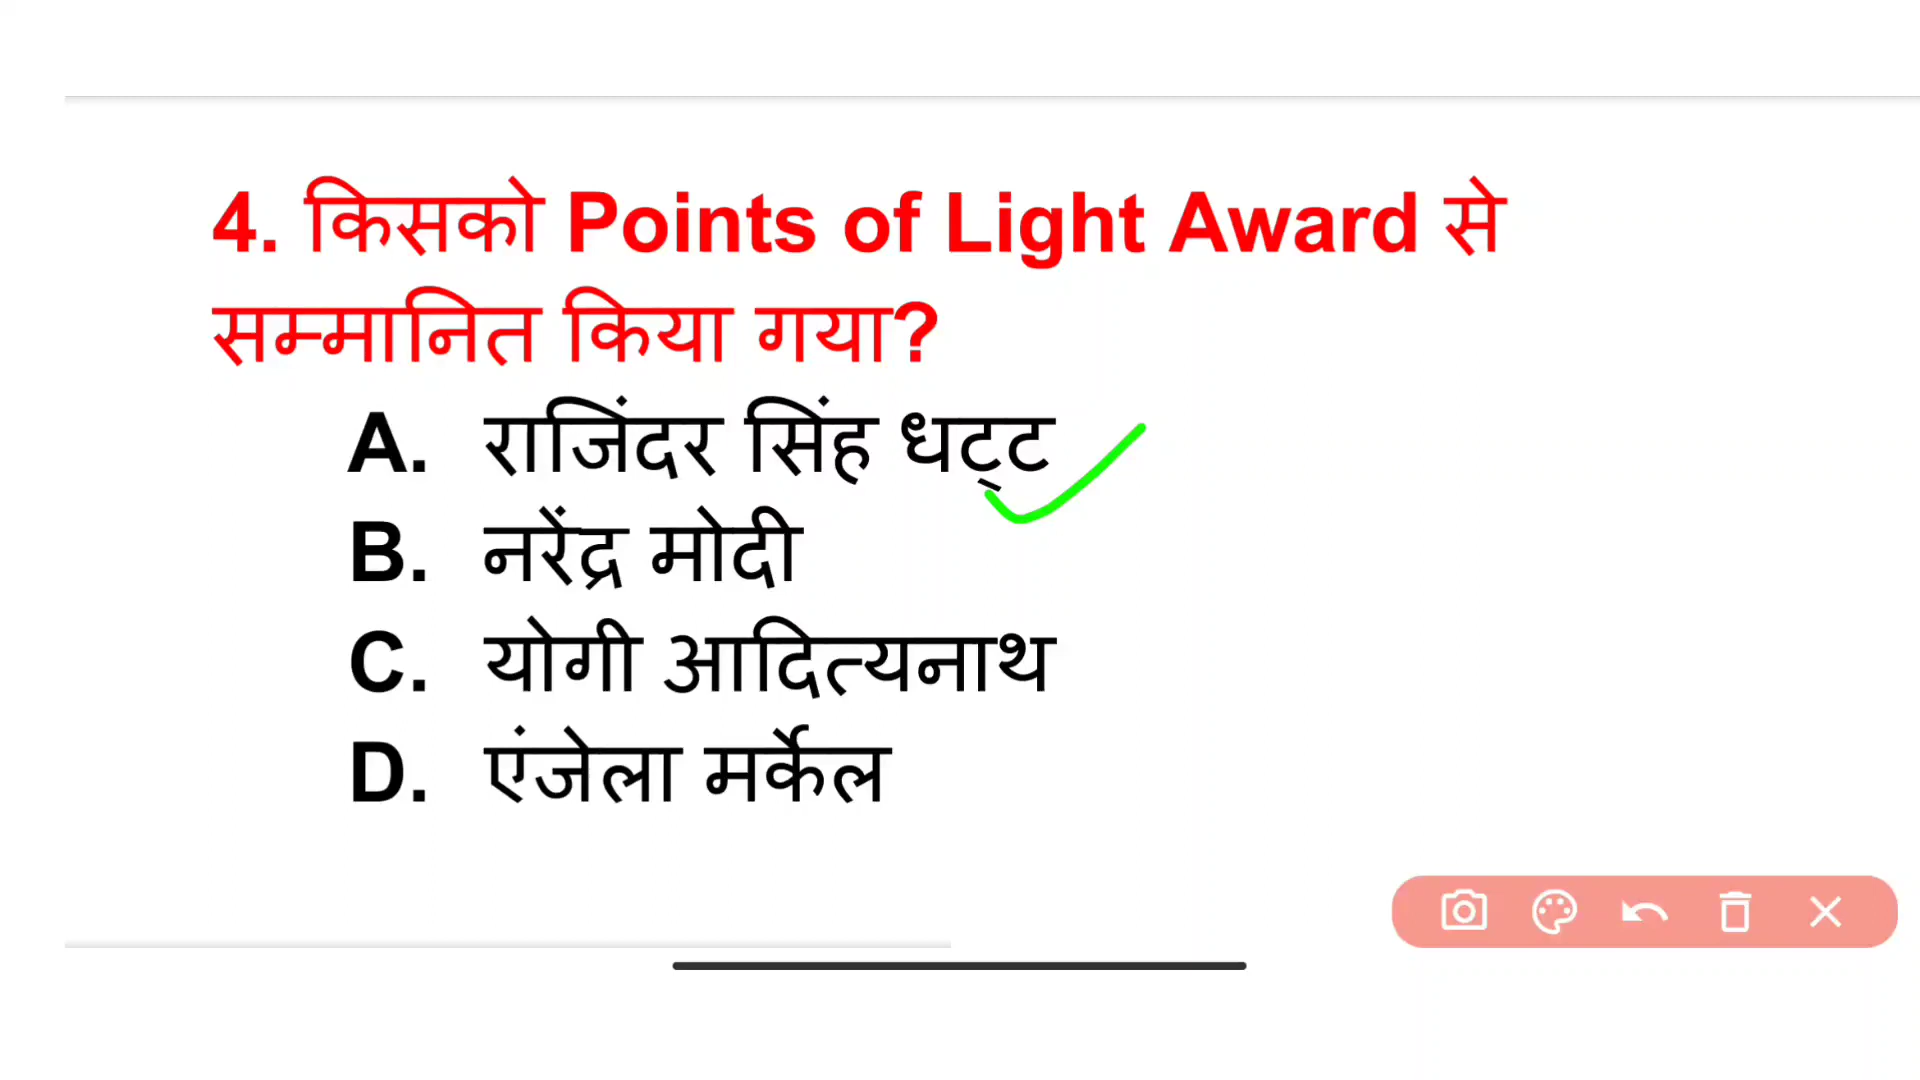 4. किसको Points of Light Award से
सम्मानित किया गया?
A. राजिंदर सिंह धट्ट
B. नरेंद्र मोदी
C. योगी आदित्यनाथ
D. एंजेला मर्केल